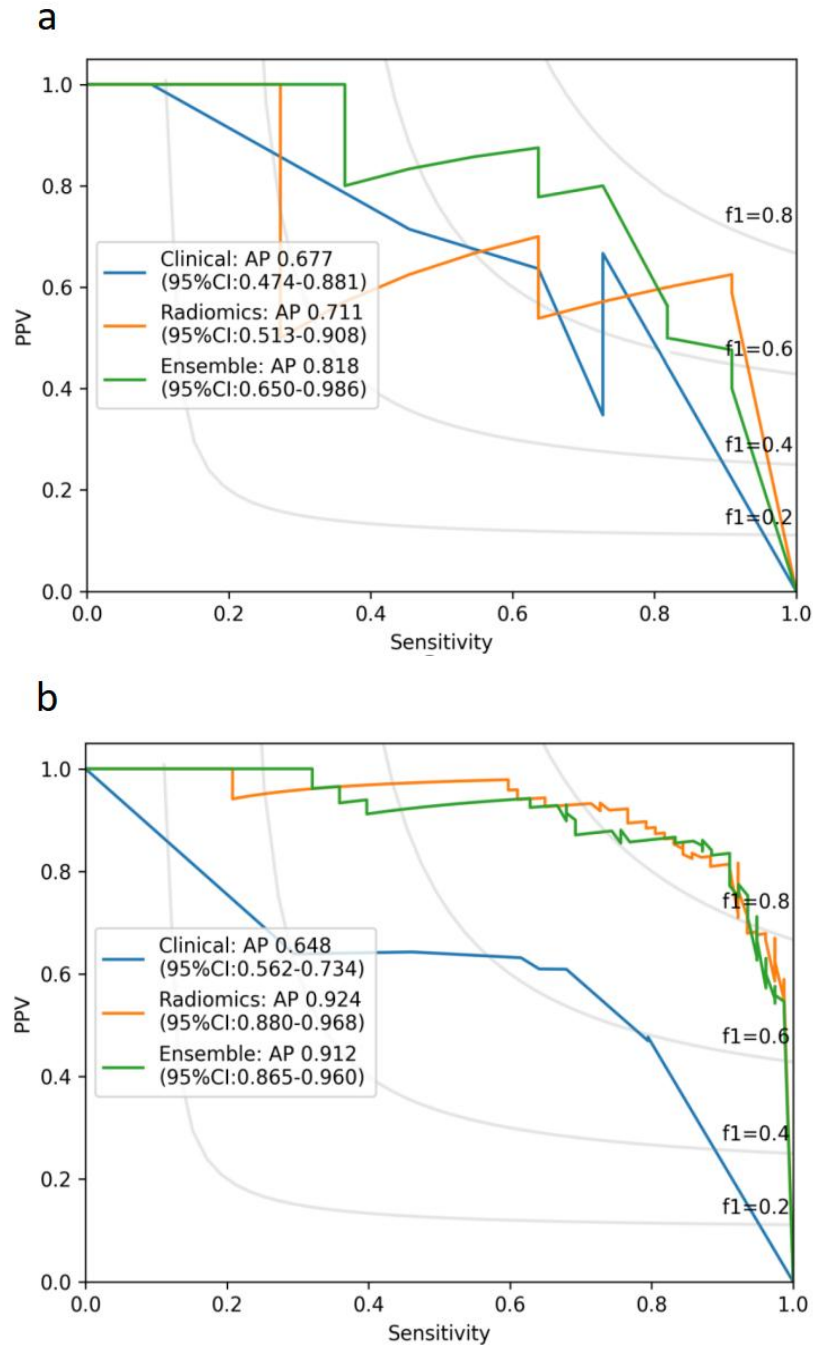 a
1.0
0.8
0.6
0.4
0.2
0.0
PPV
f1=0.8
f1=0.6
f1=0.4
f1=0.2
Clinical: AP 0.677
(95%CI:0.474-0.881)
Radiomics: AP 0.711
(95%CI:0.513-0.908)
Ensemble: AP 0.818
(95%CI:0.650-0.986)
0.0 0.2 0.4 0.6 0.8 1.0
Sensitivity
b
1.0
0.8
0.6
0.4
0.2
0.0
PPV
f1=0.8
f1=0.6
f1=0.4
f1=0.2
Clinical: AP 0.648
(95%CI:0.562-0.734)
Radiomics: AP 0.924
(95%CI:0.880-0.968)
Ensemble: AP 0.912
(95%CI:0.865-0.960)
0.0 0.2 0.4 0.6 0.8 1.0
Sensitivity